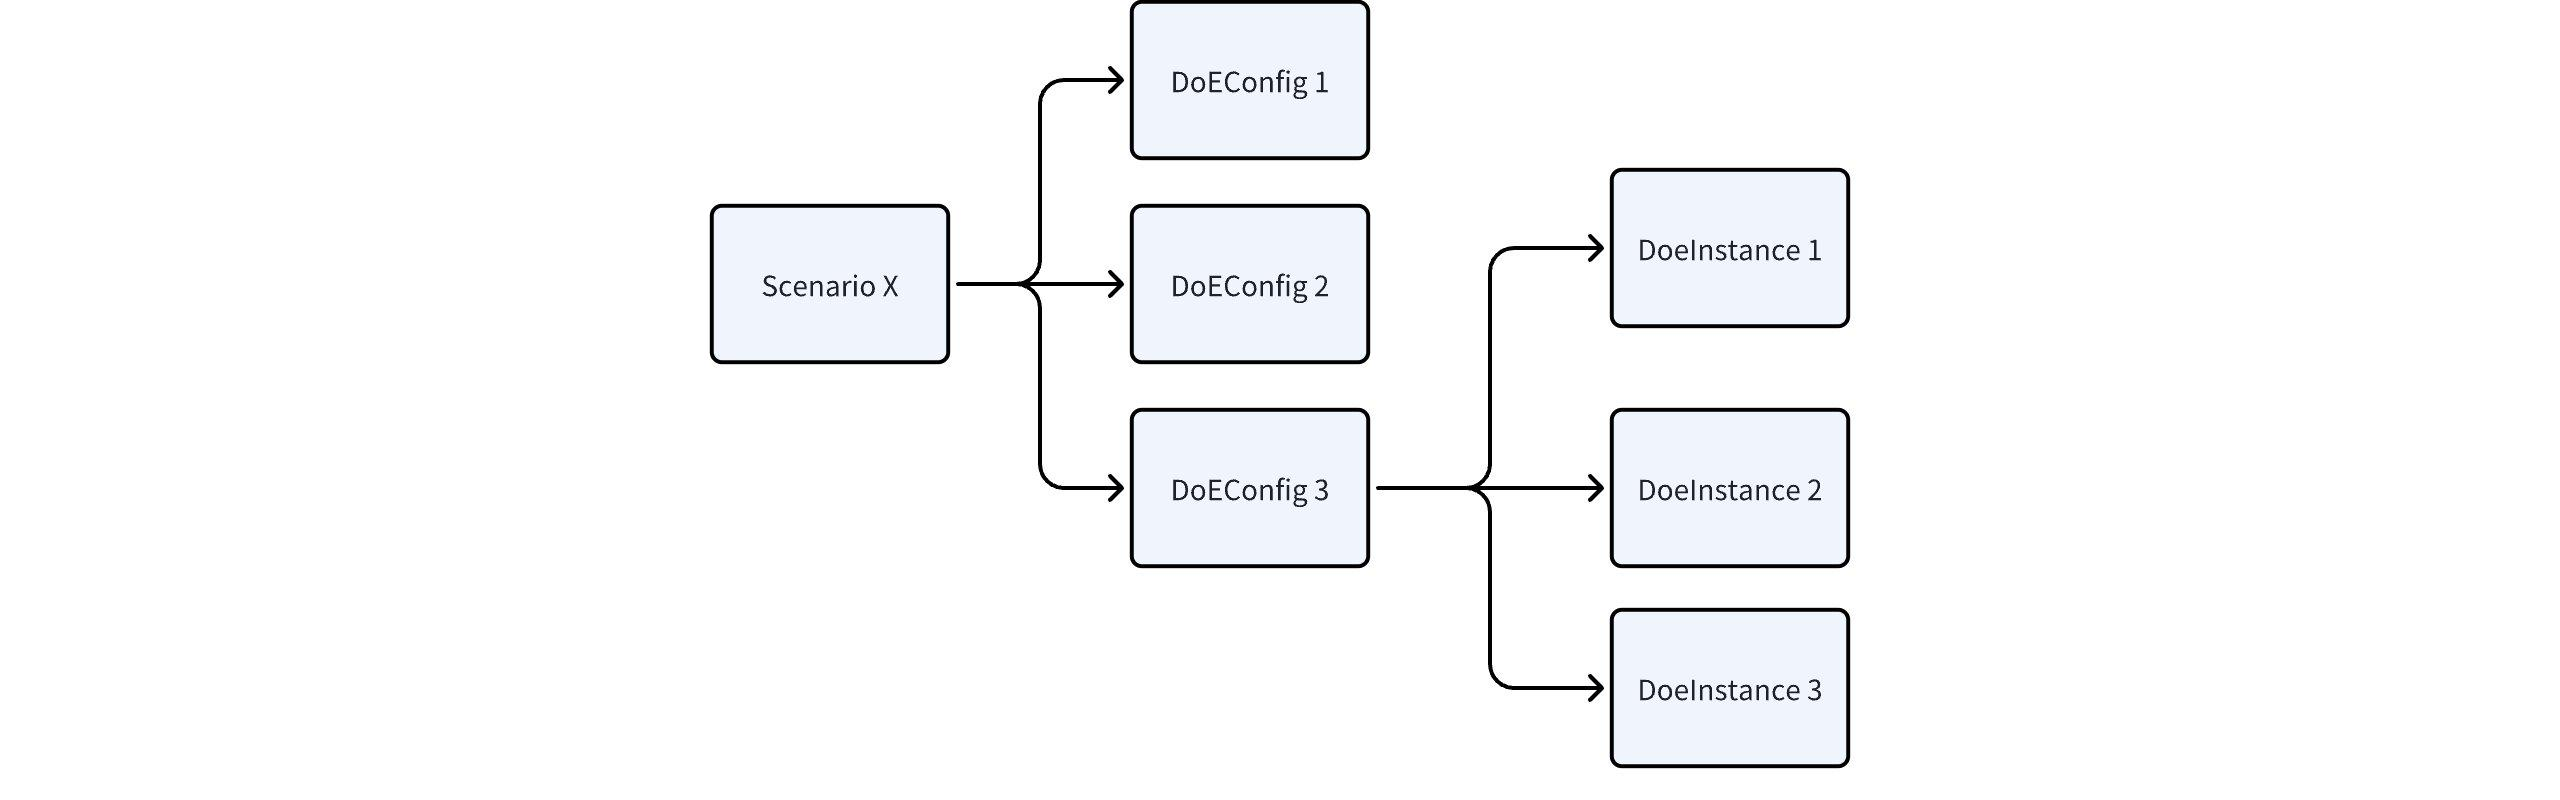 DoEConfig 1
Scenario X
DoEConfig 2
DoEConfig 3
DoeInstance 1
DoeInstance 2
DoeInstance 3